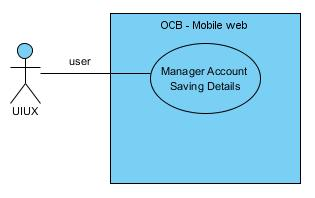 OCB - Mobile web
user
Manager Account
Saving Details
UIUX